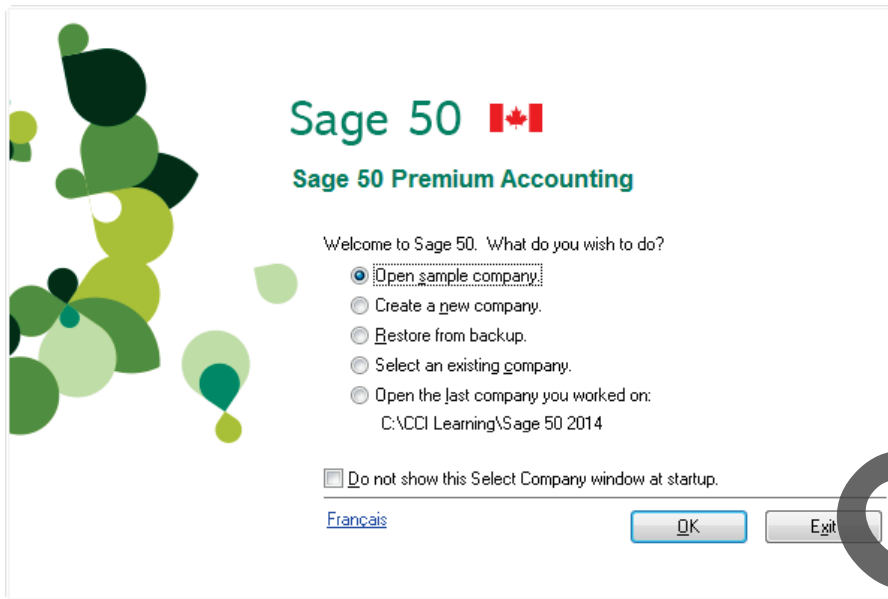 Sage 50
Sage 50 Premium Accounting
Welcome to Sage 50. What do you wish to do?
Open sample company.
Create a new company.
Restore from backup.
Select an existing company.
Open the last company you worked on:
C:\CCI Learning\Sage 50 2014
Do not show this Select Company window at startup.
Français
OK
Exit